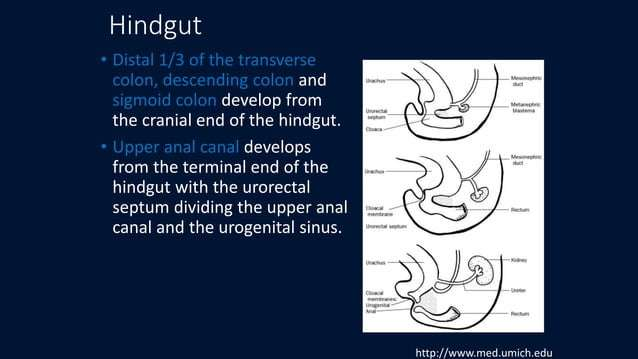 Hindgut
• Distal 1/3 of the transverse
colon, descending colon and
sigmoid colon develop from
the cranial end of the hindgut.
• Upper anal canal develops
from the terminal end of the
hindgut with the urorectal
septum dividing the upper anal
canal and the urogenital sinus.
Urachus
Mesonephric
duct
Urorectal
septum
Metanephric
blastema
Cloaca
Urachus
Mesonephric
duct
Cloacal
membrane
Rectum
Urorectal septum
Urachus
Kidney
Cloacal
membranes:
Urogenital
Anal
Ureter
Rectum
http://www.med.umich.edu